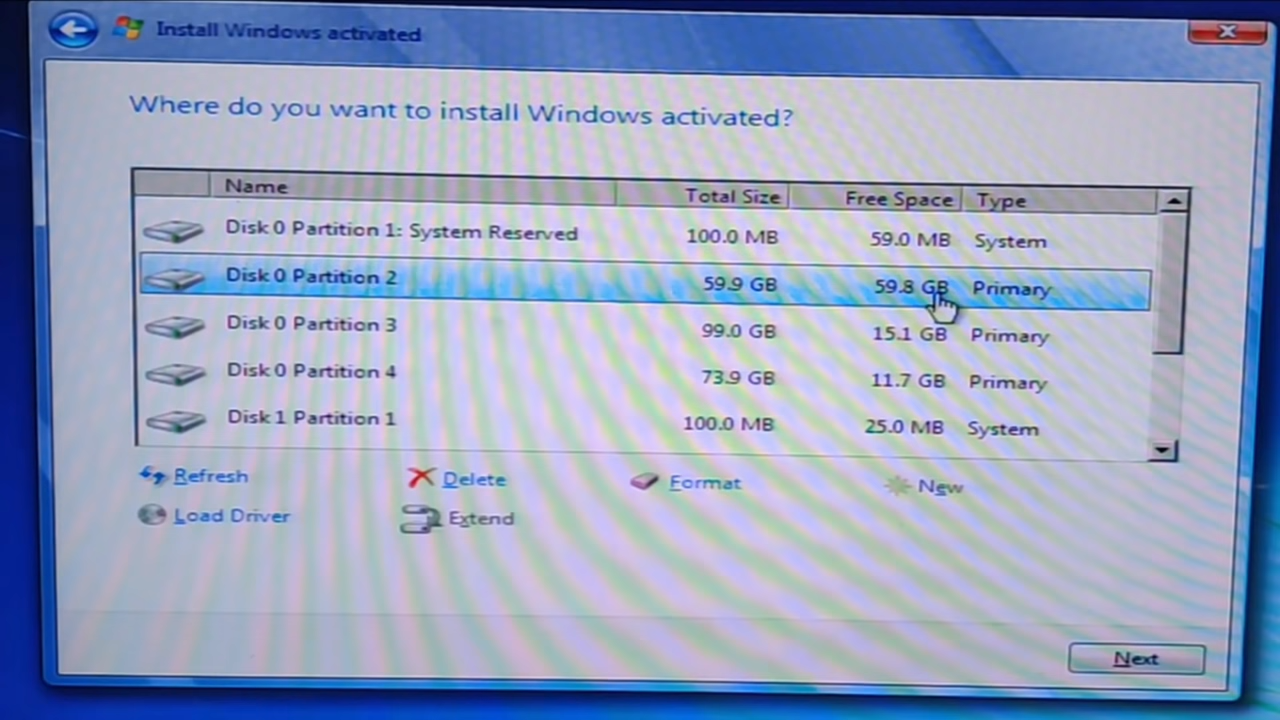 Install Windows activated
Where do you want to install Windows activated?
Name Total Size Free Space Type
Disk 0 Partition 1: System Reserved 100.0 MB 59.0 MB System
Disk 0 Partition 2 59.9 GB 59.8 GB Primary
Disk 0 Partition 3 99.0 GB 15.1 GB Primary
Disk 0 Partition 4 73.9 GB 11.7 GB Primary
Disk 1 Partition 1 100.0 MB 25.0 MB System
Refresh Delete Format New
Load Driver Extend
Next